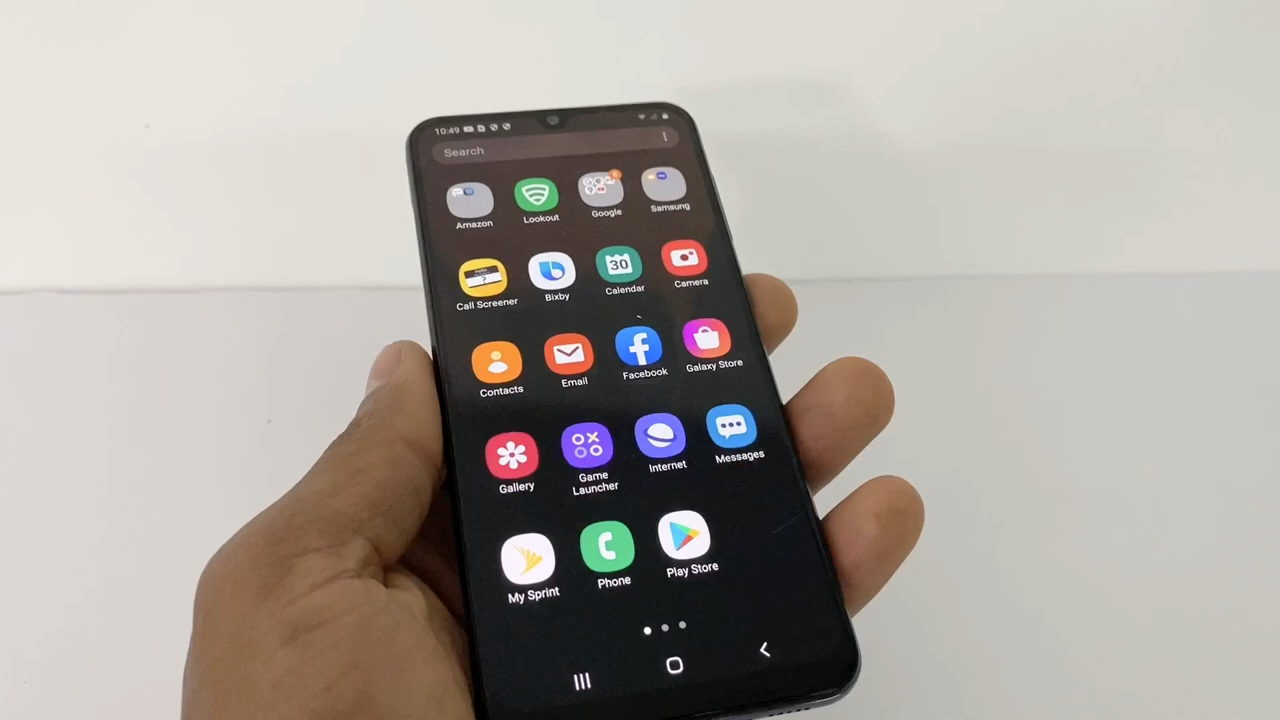 10:49
Search
Amazon
Lookout
Google
Samsung
Call Screener
Bixby
30
Calendar
Camera
Contacts
Email
Facebook
Galaxy Store
Gallery
Game
Launcher
Internet
Messages
My Sprint
Phone
Play Store